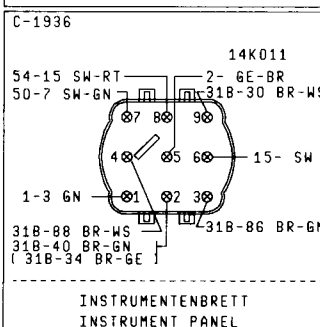 C-1936
14K011
54-15 SW-RT 2- GE-BR
50-7 SW-GN 31B-30 BR-WS
7 8 9
4 5 6 15- SW
1-3 GN 1 2 3
31B-88 BR-WS 31B-86 BR-GN
31B-40 BR-GN
[ 31B-34 BR-GE ]
INSTRUMENTENBRETT
INSTRUMENT PANEL